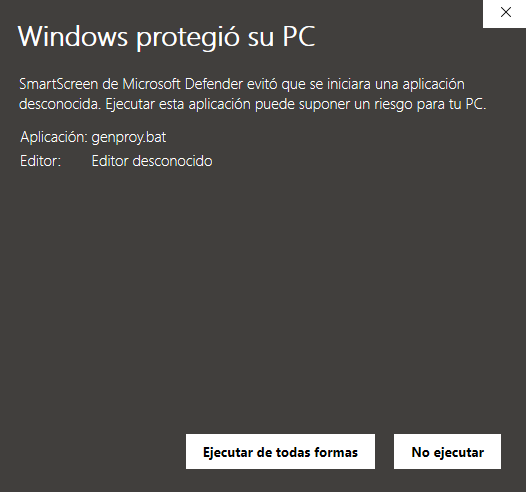 Windows protegió su PC
SmartScreen de Microsoft Defender evitó que se iniciara una aplicación
desconocida. Ejecutar esta aplicación puede suponer un riesgo para tu PC.
Aplicación: genproy.bat
Editor: Editor desconocido
Ejecutar de todas formas
No ejecutar